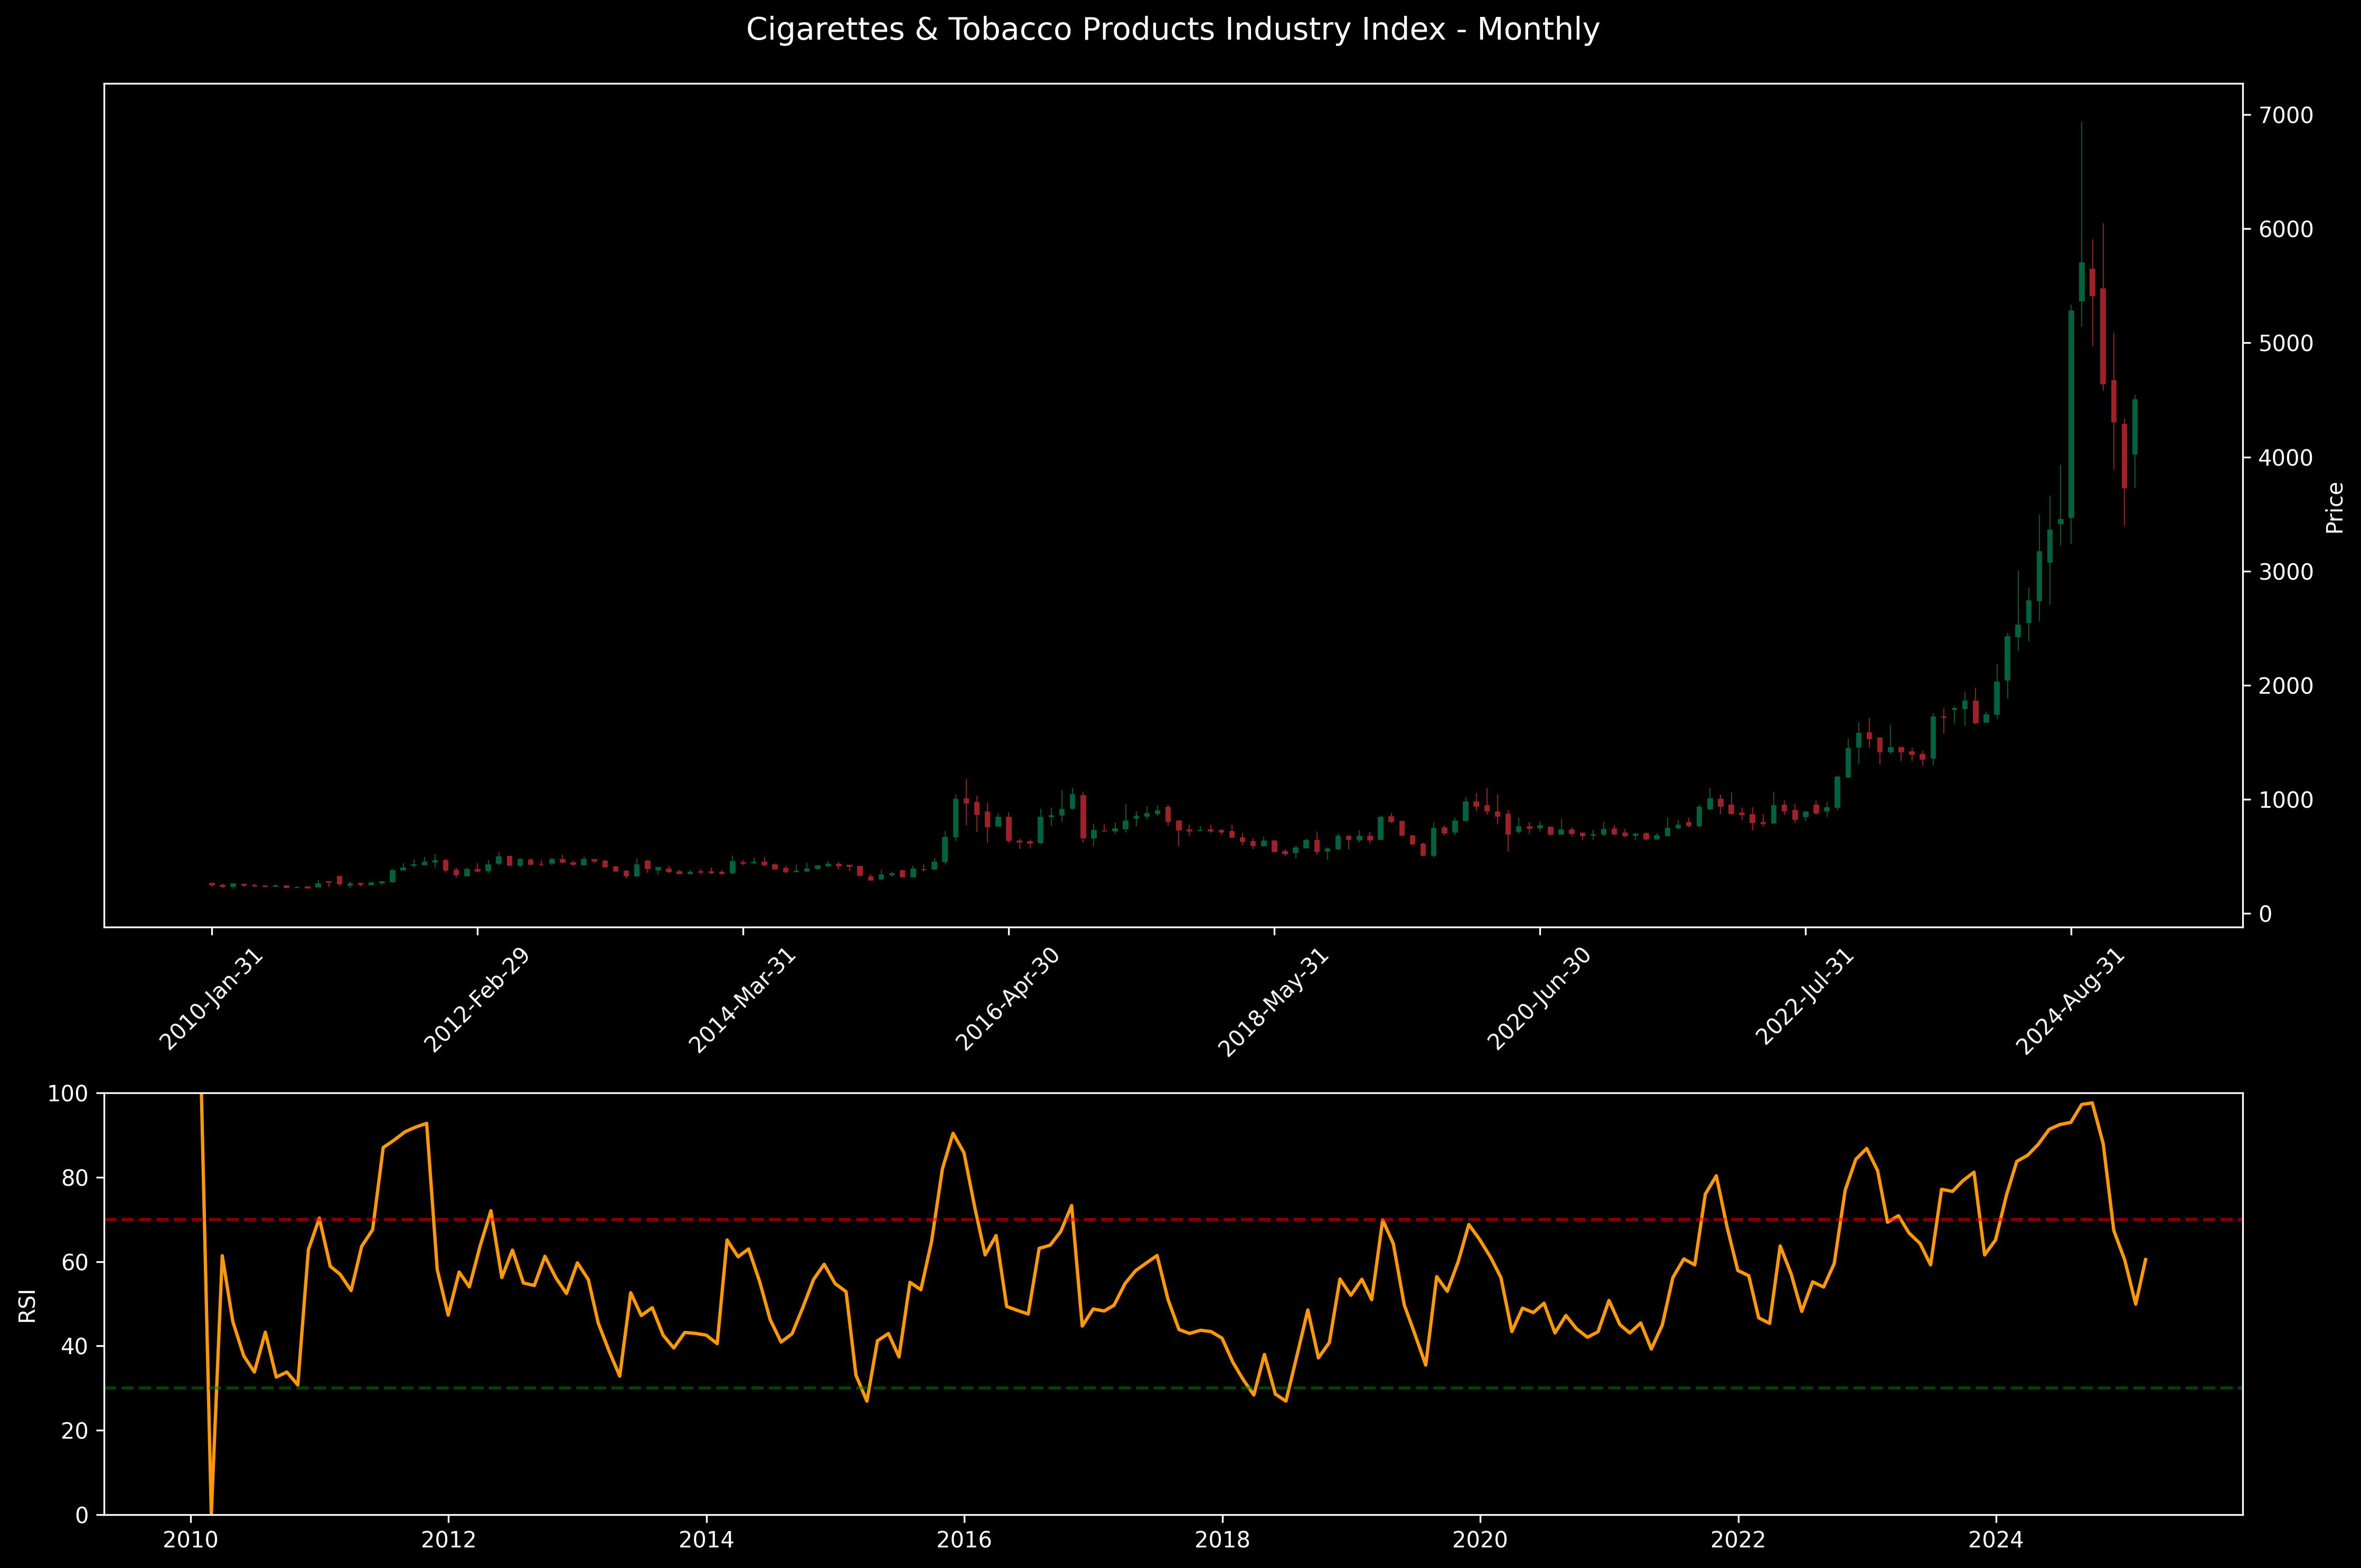 Cigarettes & Tobacco Products Industry Index - Monthly
7000
6000
5000
4000
3000
2000
1000
0
Price
2010-Jan-31
2012-Feb-29
2014-Mar-31
2016-Apr-30
2018-May-31
2020-Jun-30
2022-Jul-31
2024-Aug-31
100
80
60
40
20
0
RSI
2010
2012
2014
2016
2018
2020
2022
2024